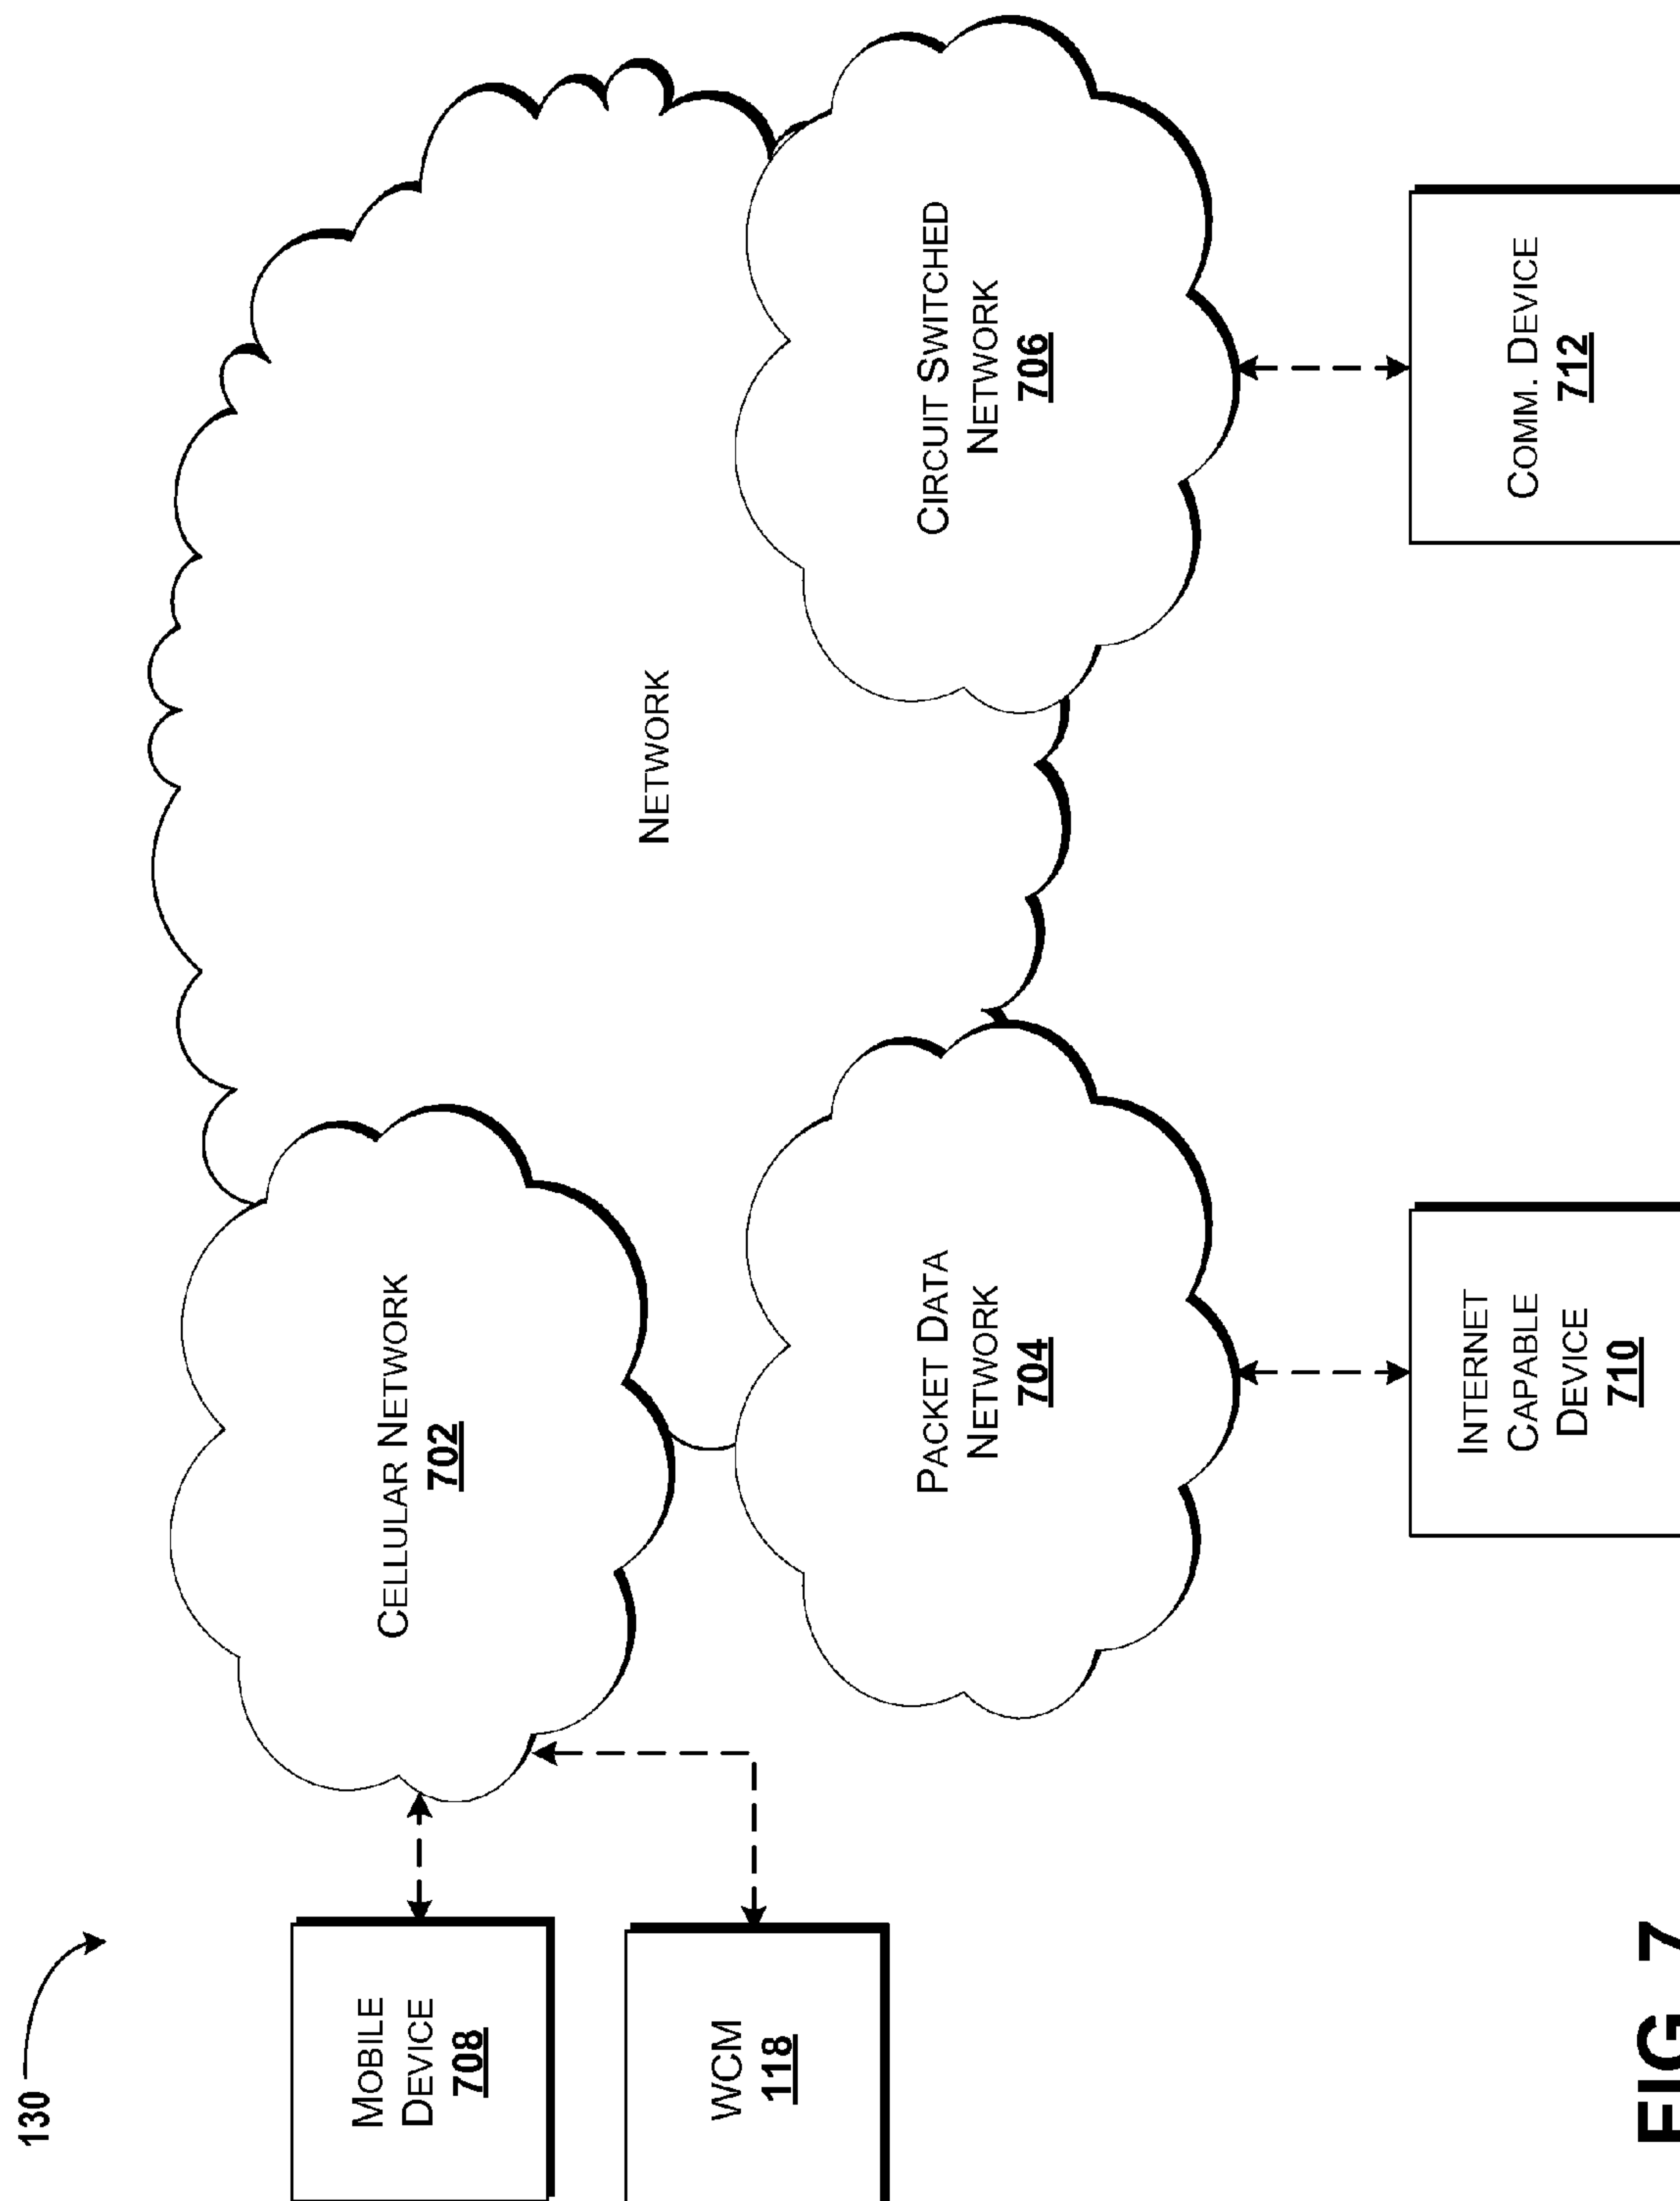 130
MOBILE
DEVICE
708
WCM
118
CELLULAR NETWORK
702
NETWORK
PACKET DATA
NETWORK
704
CIRCUIT SWITCHED
NETWORK
706
INTERNET
CAPABLE
DEVICE
710
COMM. DEVICE
712
FIG. 7